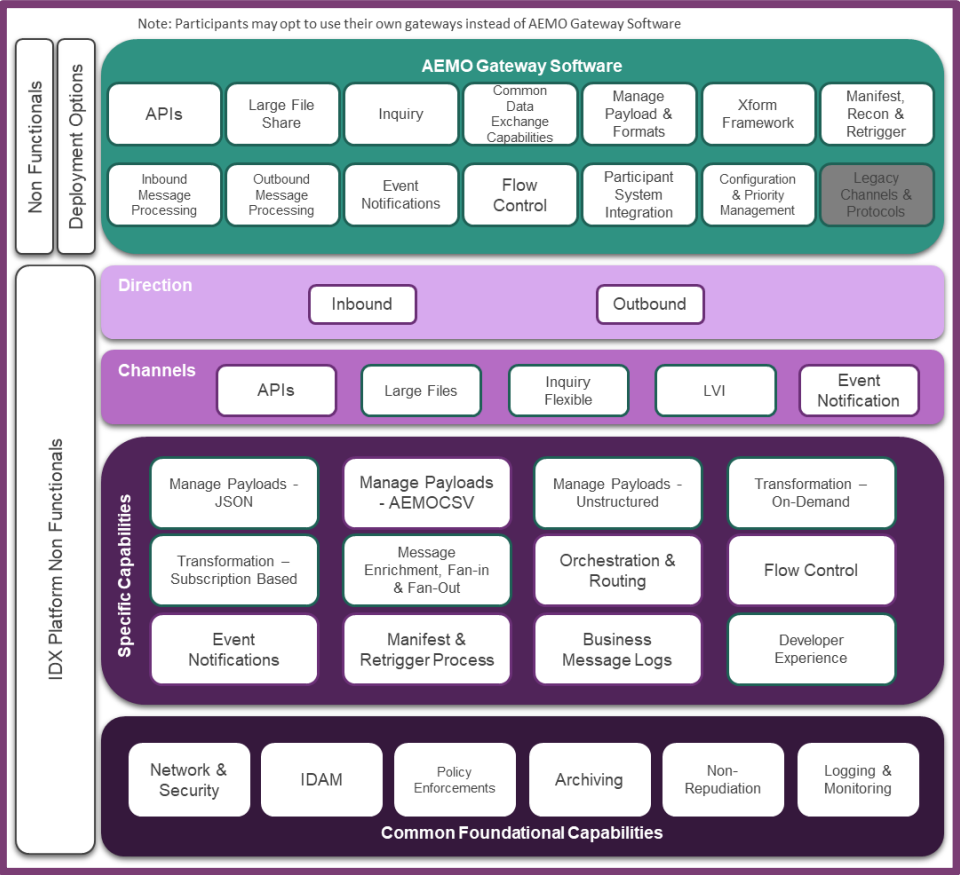 Note: Participants may opt to use their own gateways instead of AEMO Gateway Software
Non Functionals
Deployment Options
AEMO Gateway Software
APIs
Large File
Share
Inquiry
Common
Data
Exchange
Capabilities
Manage
Payload &
Formats
Xform
Framework
Manifest,
Recon &
Retrigger
Inbound
Message
Processing
Outbound
Message
Processing
Event
Notifications
Flow
Control
Participant
System
Integration
Configuration
& Priority
Management
Legacy
Channels &
Protocols
IDX Platform Non Functionals
Direction
Inbound
Outbound
Channels
APIs
Large Files
Inquiry
Flexible
LVI
Event
Notification
Specific Capabilities
Manage Payloads -
JSON
Manage Payloads
- AEMOCSV
Manage Payloads -
Unstructured
Transformation –
On-Demand
Transformation –
Subscription Based
Message
Enrichment, Fan-in
& Fan-Out
Orchestration &
Routing
Flow Control
Event
Notifications
Manifest &
Retrigger Process
Business
Message Logs
Developer
Experience
Network &
Security
IDAM
Policy
Enforcements
Archiving
Non-
Repudiation
Logging &
Monitoring
Common Foundational Capabilities